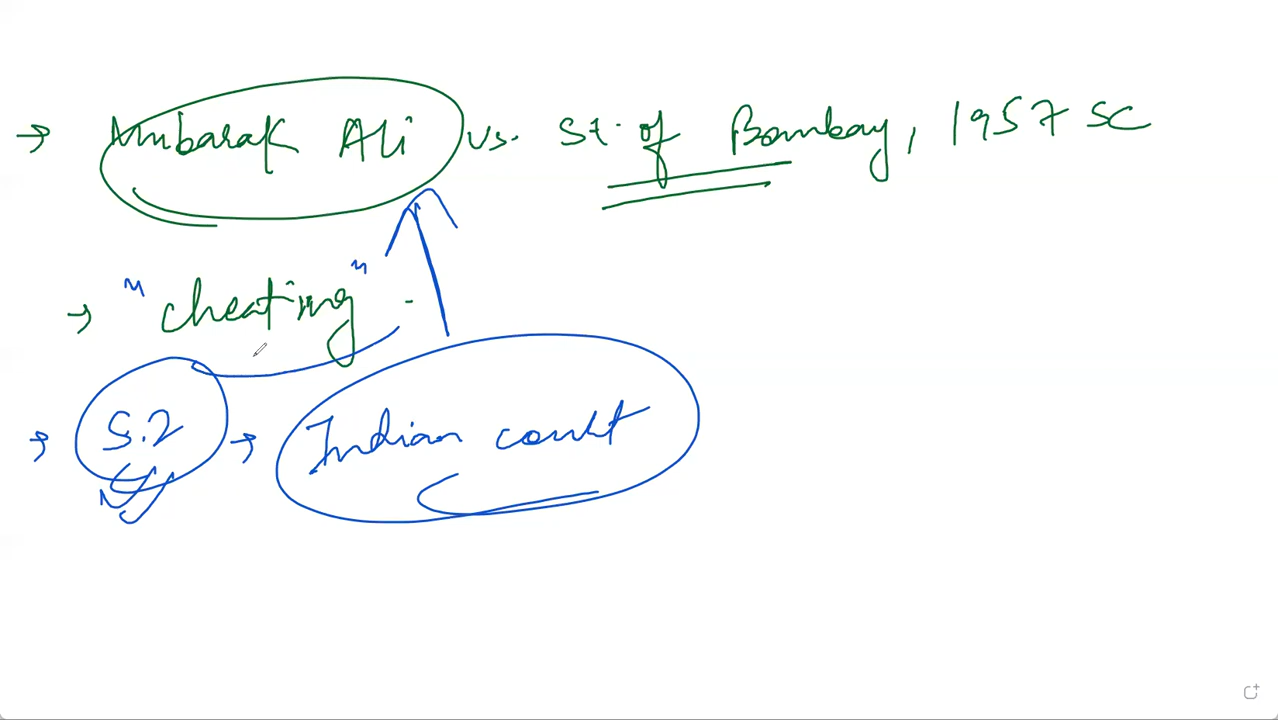 → Mubarak Ali vs. St. of Bombay, 1957 SC
→ "cheating" -
→ S.2 → Indian court